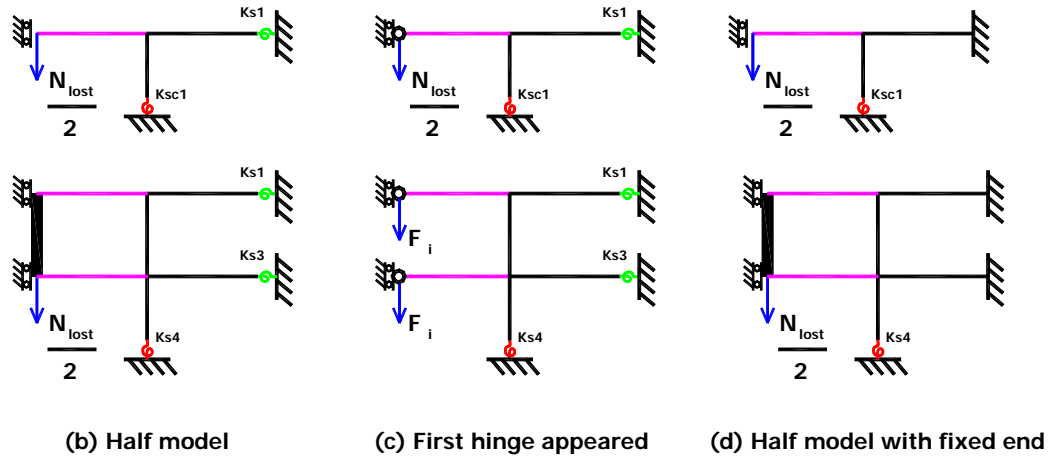 Ks1 Ks1
N lost Ksc1 N lost Ksc1 N lost Ksc1
2 2 2
Ks1 Ks1
F i
Ks3 Ks3
N lost Ks4 F i Ks4 N lost Ks4
2 2
(b) Half model (c) First hinge appeared (d) Half model with fixed end